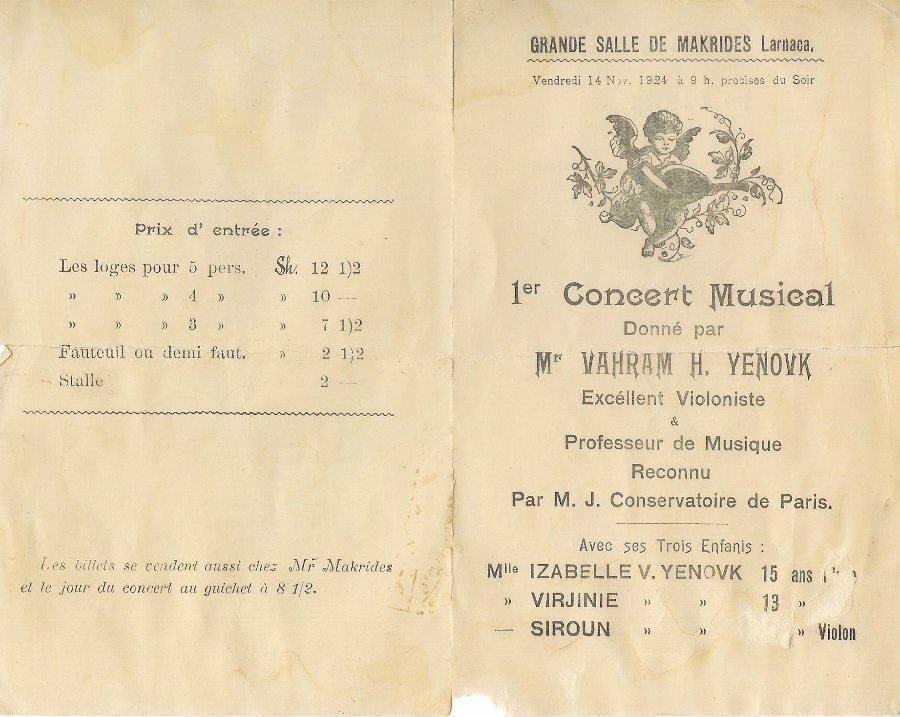 Prix d' entrée :
Les loges pour 5 pers. Sh. 12 1)2
» » » 4 » » 10 —
» » » 3 » » 7 1)2
Fauteuil ou demi faut. » 2 1)2
Stalle 2 —
Les billets se vendent aussi chez Mr Makrides
et le jour du concert au guichet à 8 1/2.
GRANDE SALLE DE MAKRIDES Larnaca.
Vendredi 14 Nov. 1924 à 9 h. precises du Soir
1er Concert Musical
Donné par
Mr VAHRAM H. YENOVK
Excéllent Violoniste
&
Professeur de Musique
Reconnu
Par M. J. Conservatoire de Paris.
Avec ses Trois Enfanis :
Mlle IZABELLE V. YENOVK 15 ans
» VIRJINIE » » 13 »
— SIROUN » » » Violon